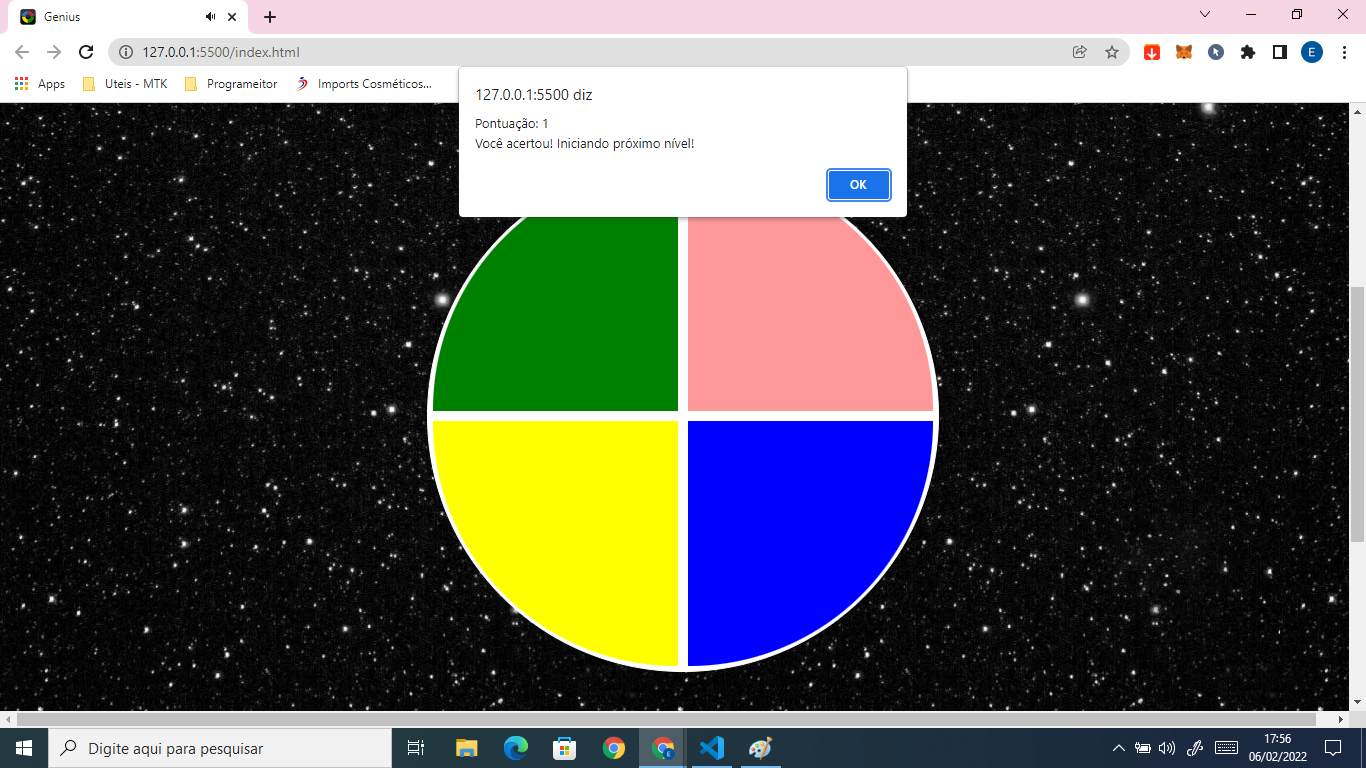 Genius
127.0.0.1:5500/index.html
E
Apps
Uteis - MTK
Programeitor
Imports Cosméticos...
127.0.0.1:5500 diz
Pontuação: 1
Você acertou! Iniciando próximo nível!
OK
Digite aqui para pesquisar
E
17:56
06/02/2022